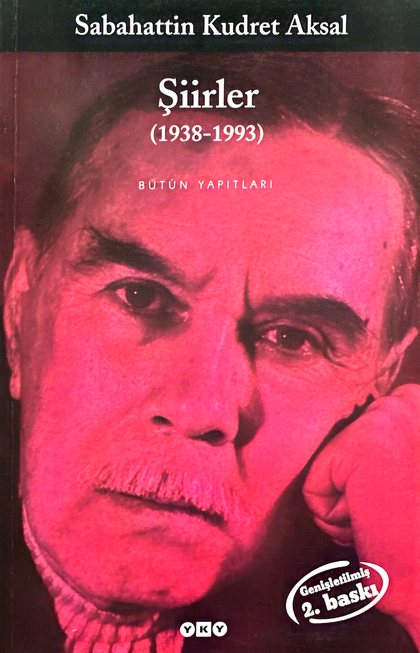 Sabahattin Kudret Aksal
Şiirler
(1938-1993)
BÜTÜN YAPITLARI
Genişletilmiş
2. baskı
YKY